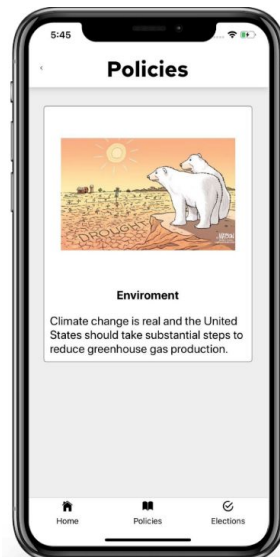 5:45
Policies
DROUGHT
Enviroment
Climate change is real and the United
States should take substantial steps to
reduce greenhouse gas production.
Home Policies Elections